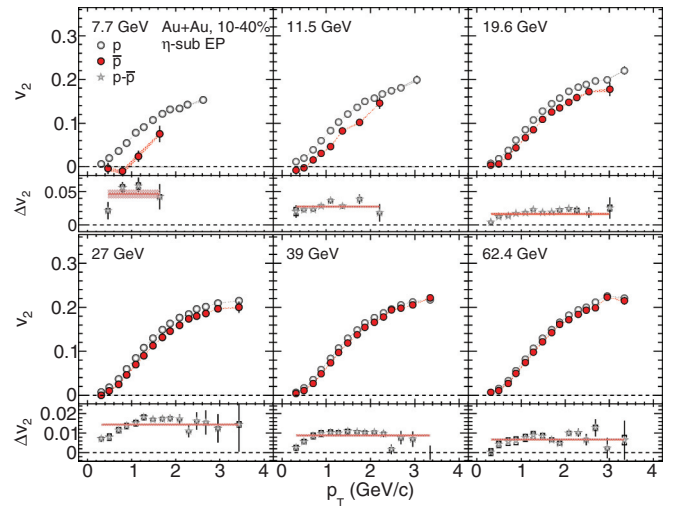 7.7 GeV Au+Au, 10-40% 11.5 GeV 19.6 GeV
0.3
p η-sub EP
p̅
p-p̅
v₂ 0.2
0.1
0
Δv₂ 0.05
0
27 GeV 39 GeV 62.4 GeV
v₂ 0.2
0.1
0
Δv₂ 0.02
0.01
0
0 1 2 3 4 0 1 2 3 4 0 1 2 3 4
p_T (GeV/c)